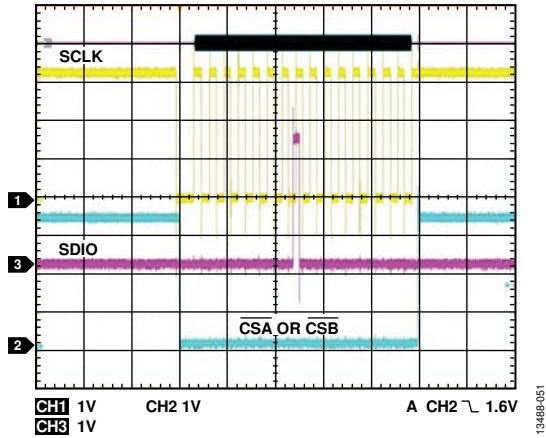 SCLK
1
SDIO
3
CSA OR CSB
2
CH1 1V CH2 1V A CH2 1.6V
CH3 1V
13488-051